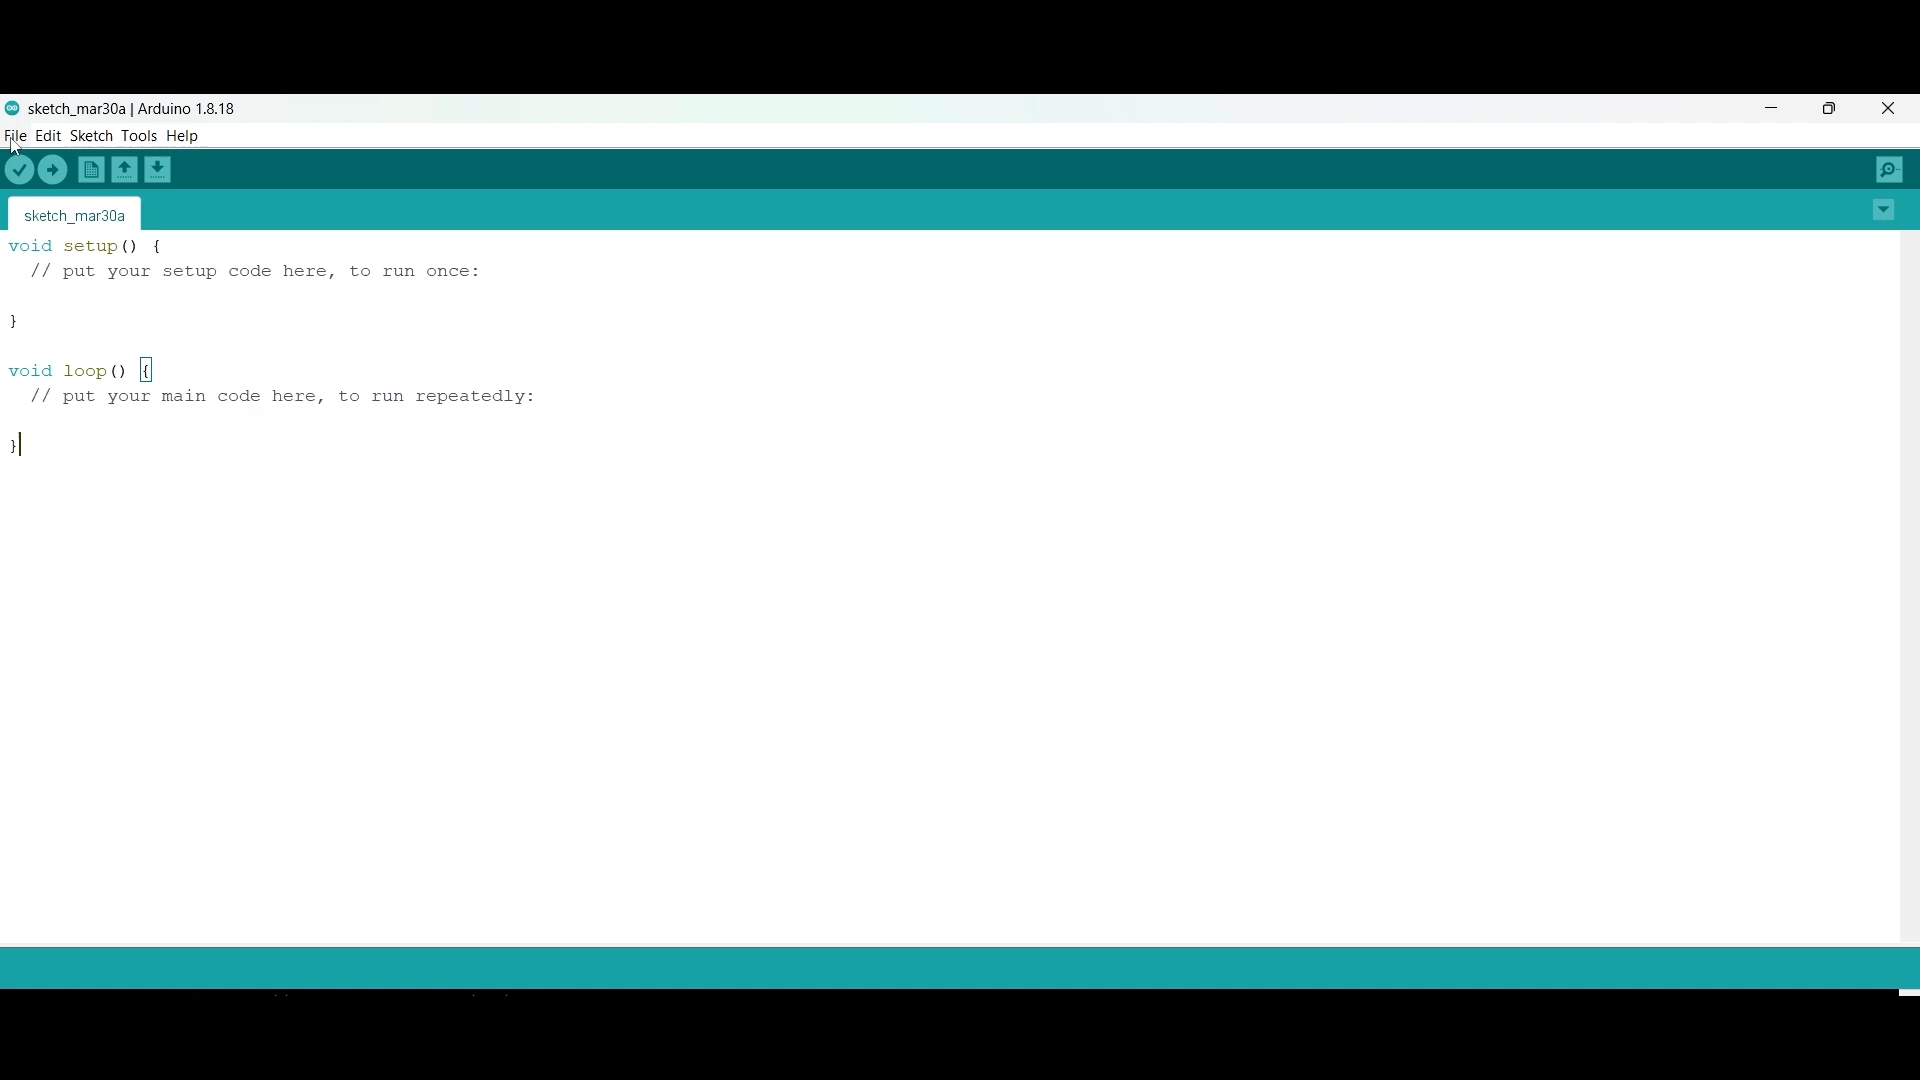 sketch_mar30a | Arduino 1.8.18
File Edit Sketch Tools Help
sketch_mar30a
void setup() {
  // put your setup code here, to run once:

}

void loop() {
  // put your main code here, to run repeatedly:

}